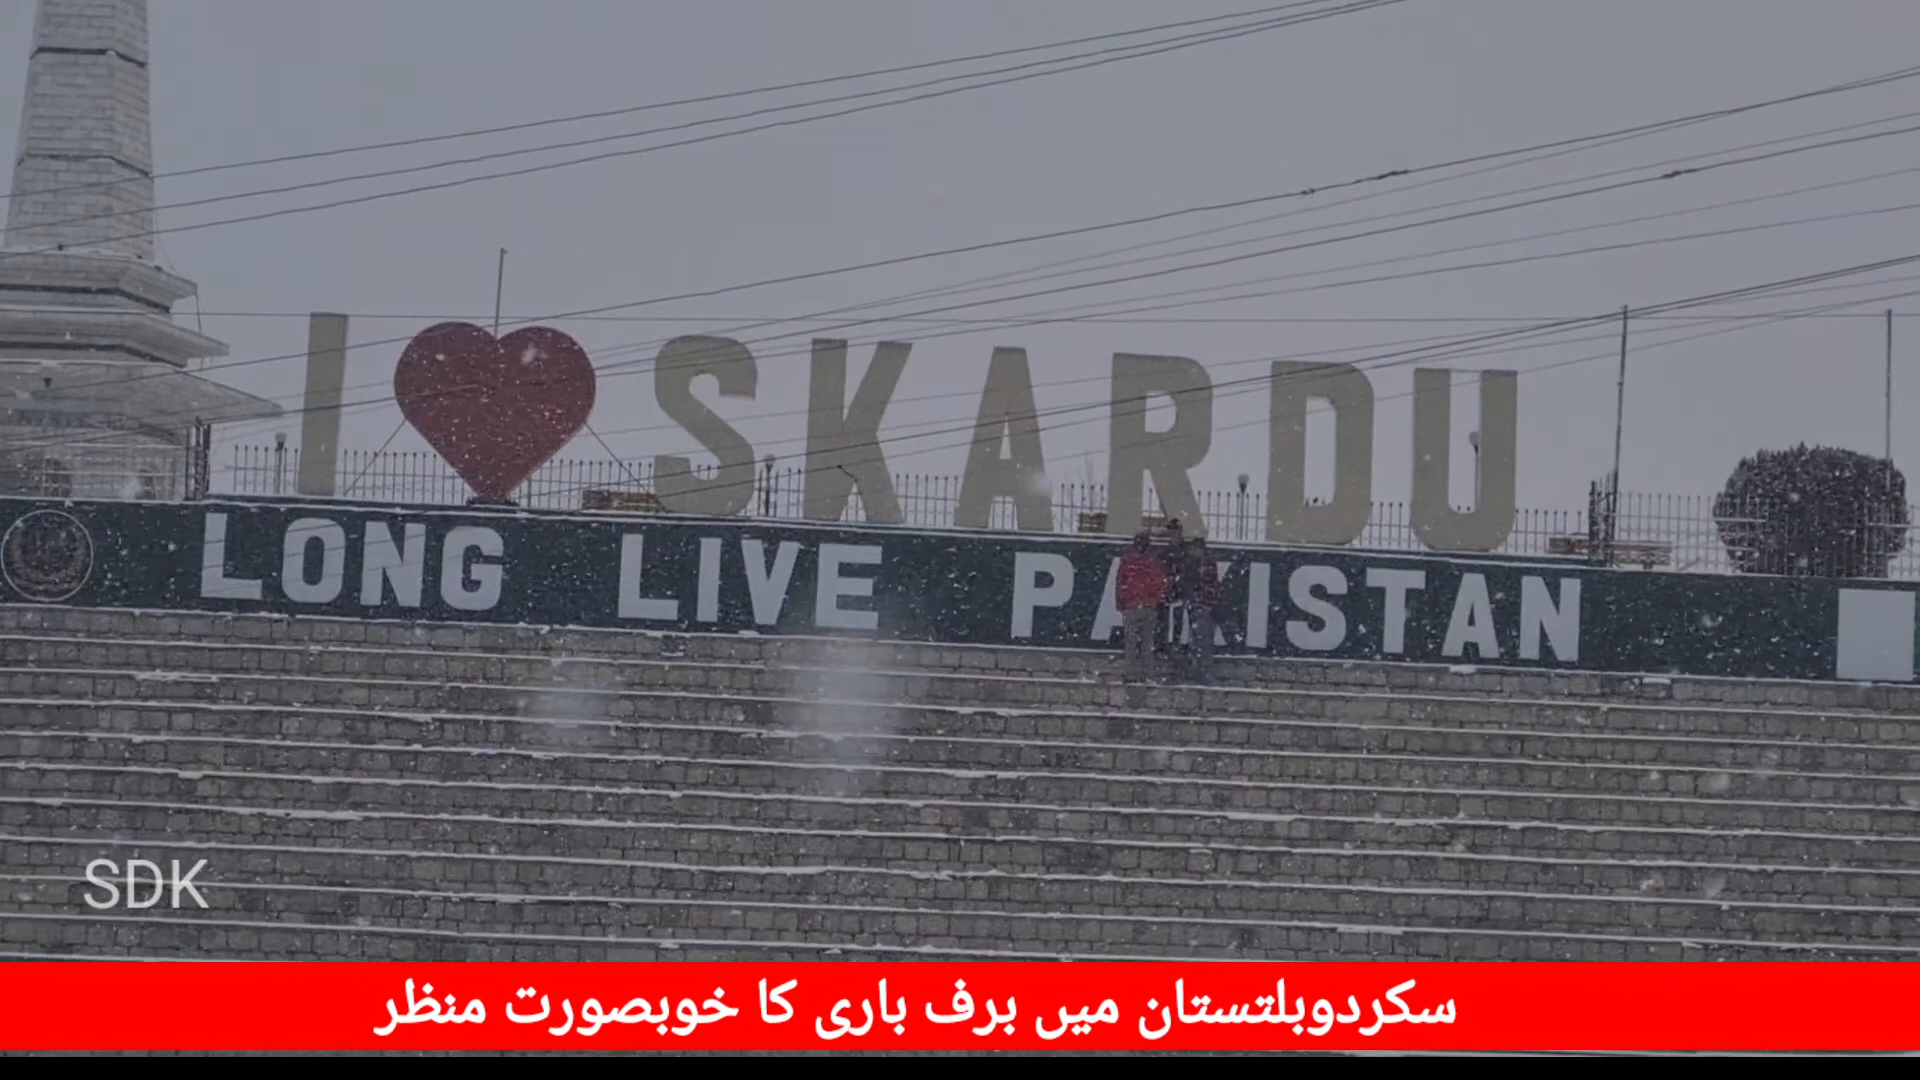 I ❤ SKARDU
LONG LIVE PAKISTAN
SDK
سکردوبلتستان میں برف باری کا خوبصورت منظر